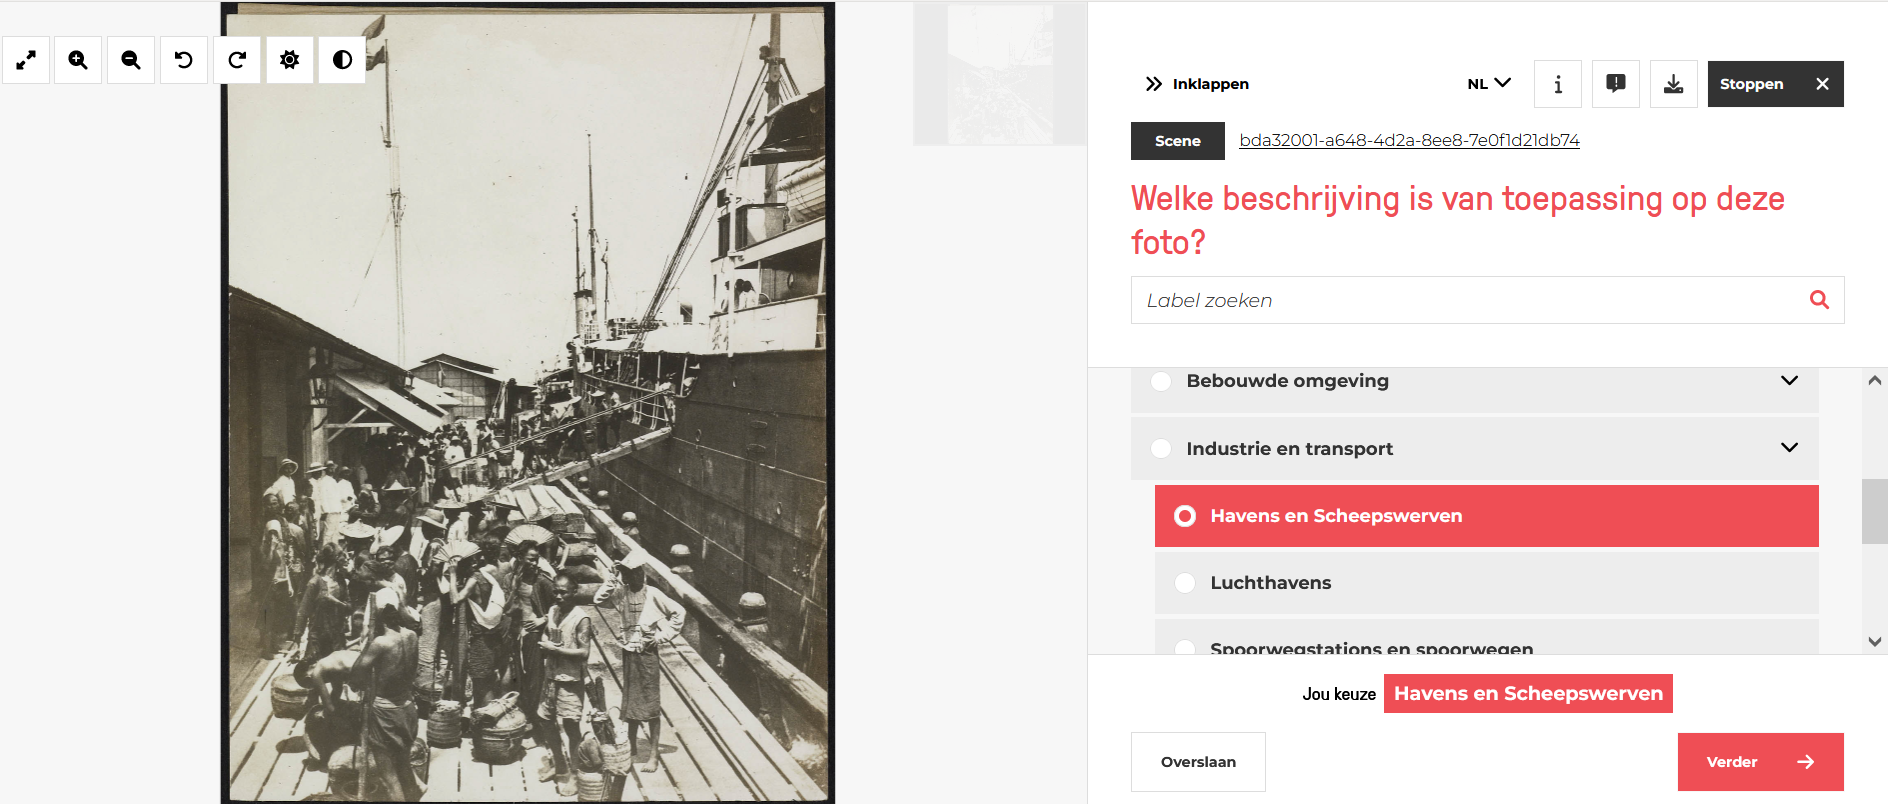 Inklappen
NL
Stoppen
Scene
bda32001-a648-4d2a-8ee8-7e0f1d21db74
Welke beschrijving is van toepassing op deze
foto?
Label zoeken
Bebouwde omgeving
Industrie en transport
Havens en Scheepswerven
Luchthavens
Spoorwegstations en spoorwegen
Jou keuze Havens en Scheepswerven
Overslaan
Verder